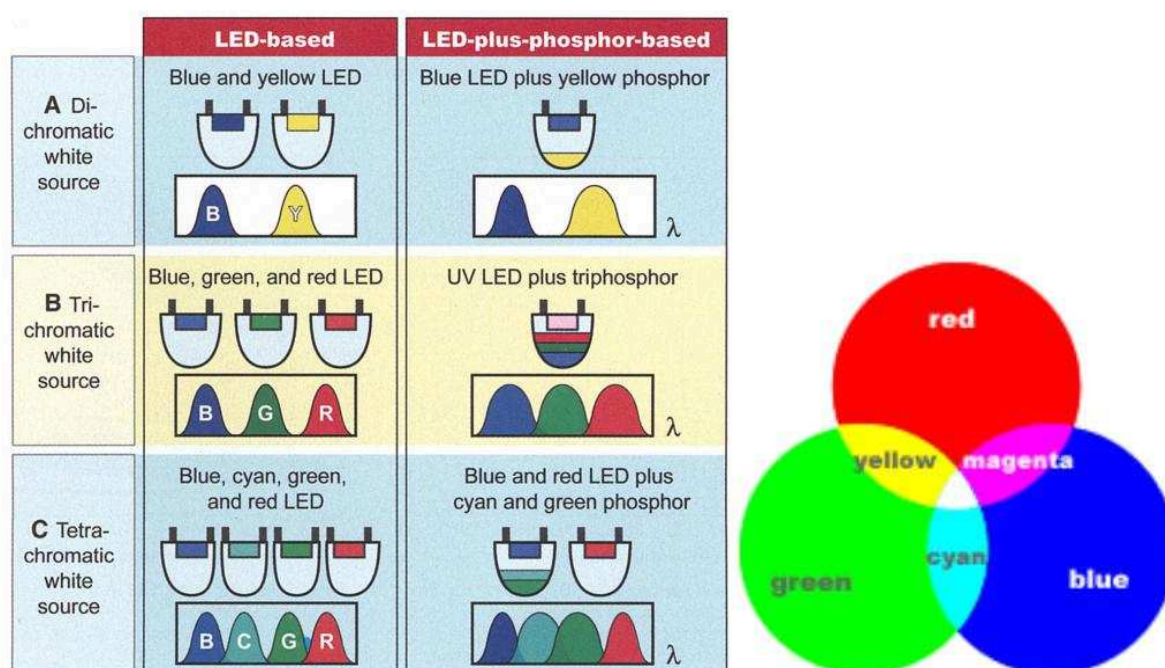 LED-based
LED-plus-phosphor-based
A Di-
chromatic
white
source
Blue and yellow LED
B
Y
Blue LED plus yellow phosphor
λ
B Tri-
chromatic
white
source
Blue, green, and red LED
B
G
R
UV LED plus triphosphor
λ
C Tetra-
chromatic
white
source
Blue, cyan, green,
and red LED
B
C
G
R
Blue and red LED plus
cyan and green phosphor
λ
red
yellow
magenta
cyan
green
blue